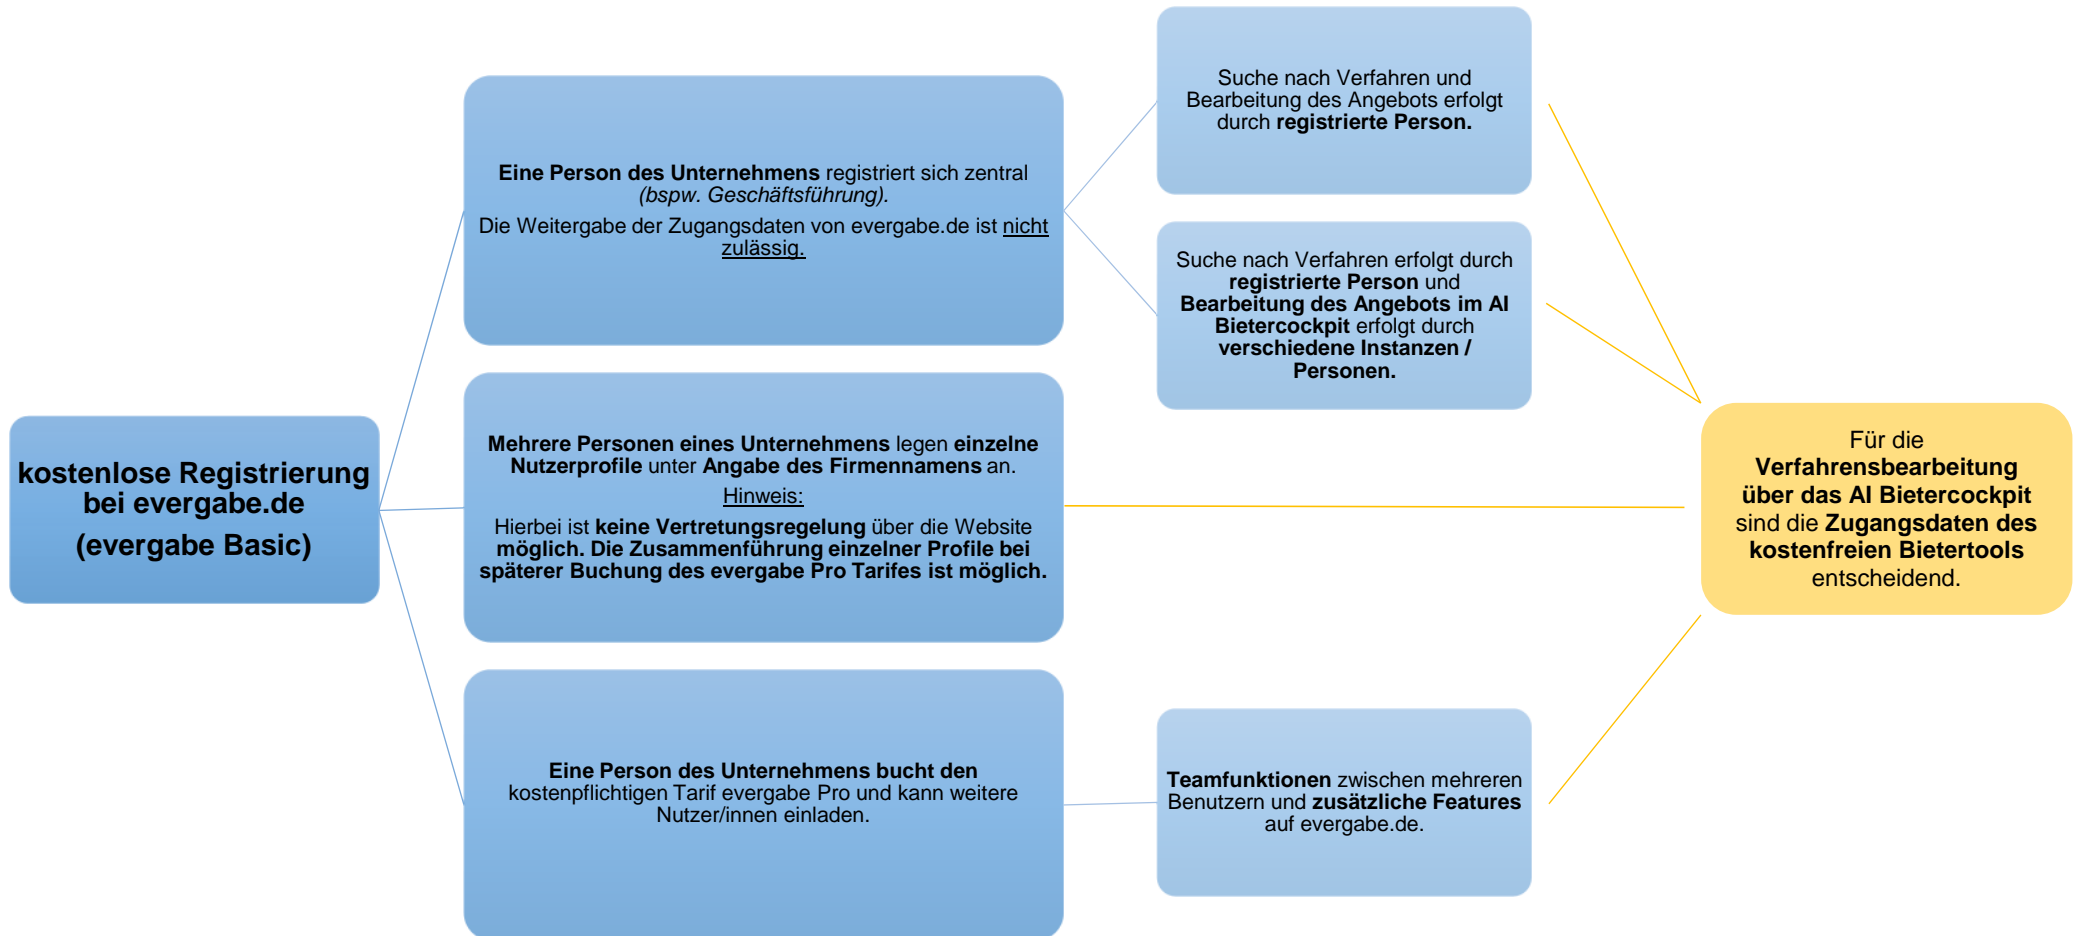 kostenlose Registrierung
bei evergabe.de
(evergabe Basic)
Eine Person des Unternehmens registriert sich zentral
(bspw. Geschäftsführung).
Die Weitergabe der Zugangsdaten von evergabe.de ist nicht
zulässig.
Suche nach Verfahren und
Bearbeitung des Angebots erfolgt
durch registrierte Person.
Suche nach Verfahren erfolgt durch
registrierte Person und
Bearbeitung des Angebots im AI
Bietercockpit erfolgt durch
verschiedene Instanzen /
Personen.
Mehrere Personen eines Unternehmens legen einzelne
Nutzerprofile unter Angabe des Firmennamens an.
Hinweis:
Hierbei ist keine Vertretungsregelung über die Website
möglich. Die Zusammenführung einzelner Profile bei
späterer Buchung des evergabe Pro Tarifes ist möglich.
Eine Person des Unternehmens bucht den
kostenpflichtigen Tarif evergabe Pro und kann weitere
Nutzer/innen einladen.
Teamfunktionen zwischen mehreren
Benutzern und zusätzliche Features
auf evergabe.de.
Für die
Verfahrensbearbeitung
über das AI Bietercockpit
sind die Zugangsdaten des
kostenfreien Bietertools
entscheidend.